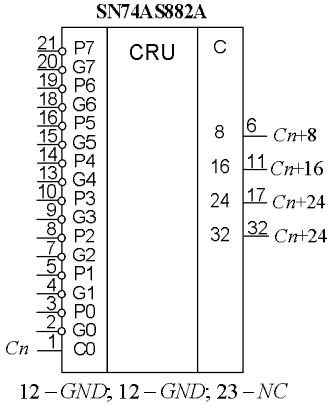 SN74AS882A
21 P7 CRU C
20 G7
19 P6
18 G6
16 P5
15 G5 8 6 Cn+8
14 P4
13 G4 16 11 Cn+16
10 P3
9 G3 24 17 Cn+24
8 P2 32 32 Cn+24
7 G2
5 P1
4 G1
3 P0
2 G0
Cn 1 C0
12 – GND; 12 – GND; 23 – NC